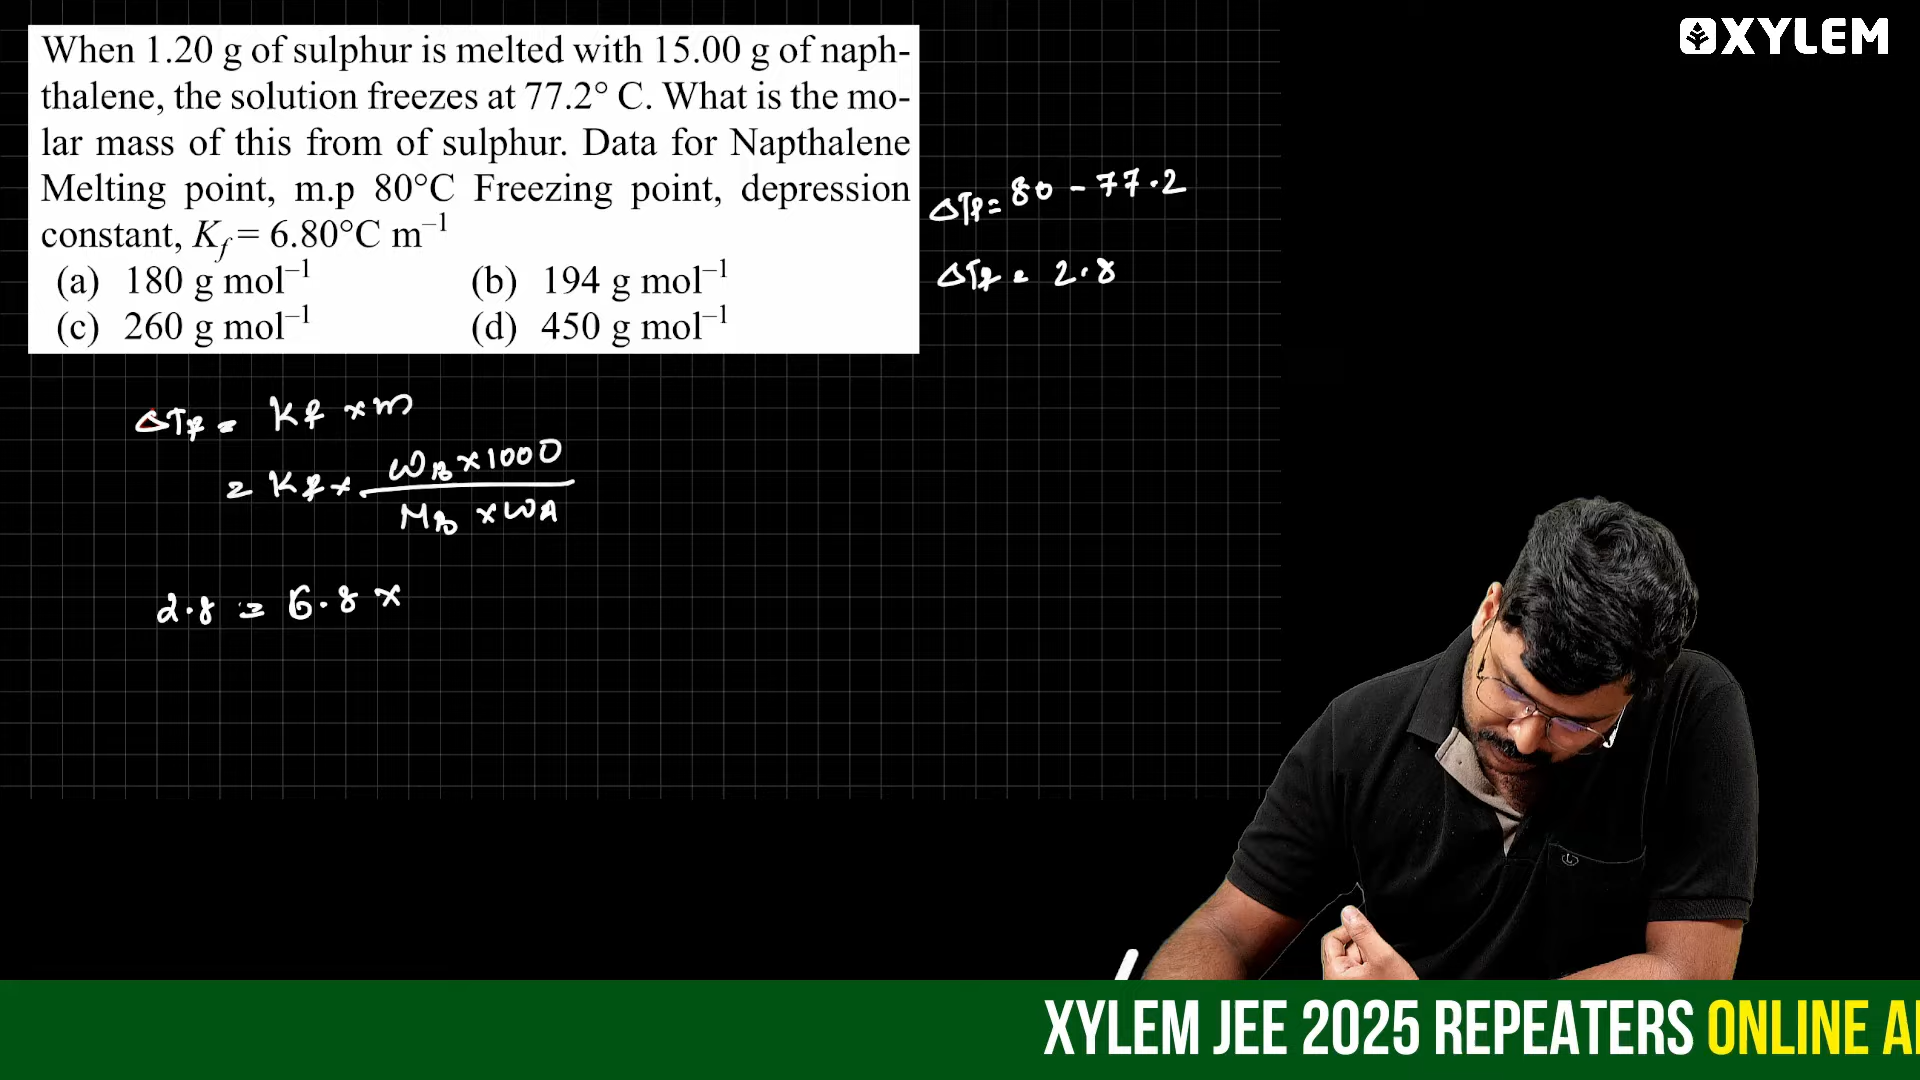 XYLEM
When 1.20 g of sulphur is melted with 15.00 g of naph-
thalene, the solution freezes at 77.2° C. What is the mo-
lar mass of this from of sulphur. Data for Napthalene
Melting point, m.p 80°C Freezing point, depression
constant, K_f = 6.80°C m⁻¹
(a) 180 g mol⁻¹ (b) 194 g mol⁻¹
(c) 260 g mol⁻¹ (d) 450 g mol⁻¹
ΔTf = 80 - 77.2
ΔTf = 2.8
ΔTf = Kf × m
= Kf × (WB × 1000) / (MB × WA)
2.8 = 6.8 ×
XYLEM JEE 2025 REPEATERS ONLINE